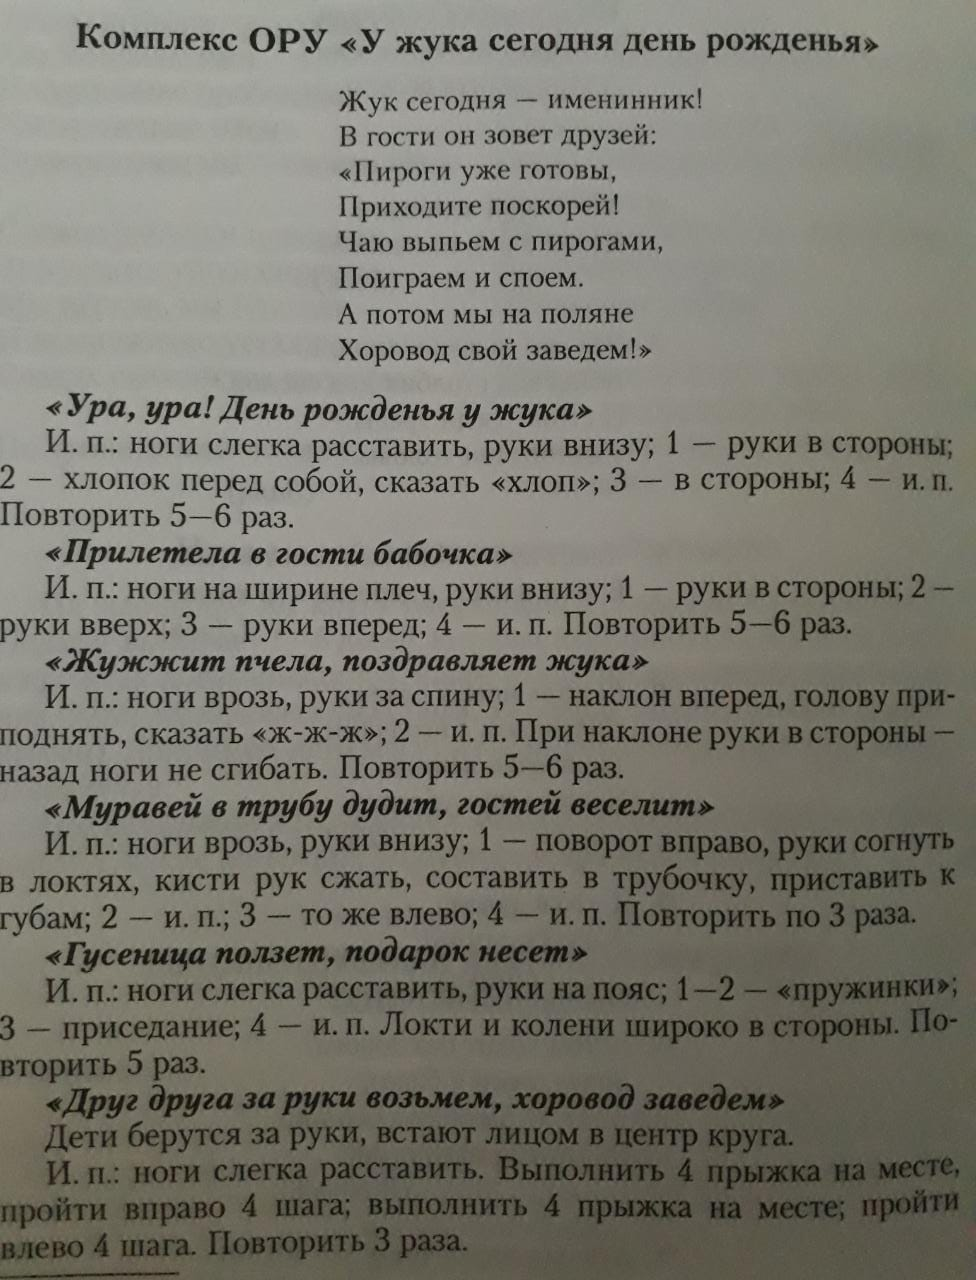 Комплекс ОРУ «У жука сегодня день рожденья»
Жук сегодня — именинник!
В гости он зовет друзей:
«Пироги уже готовы,
Приходите поскорей!
Чаю выпьем с пирогами,
Поиграем и споем.
А потом мы на поляне
Хоровод свой заведем!»
«Ура, ура! День рожденья у жука»
И. п.: ноги слегка расставить, руки внизу; 1 — руки в стороны;
2 — хлопок перед собой, сказать «хлоп»; 3 — в стороны; 4 — и. п.
Повторить 5—6 раз.
«Прилетела в гости бабочка»
И. п.: ноги на ширине плеч, руки внизу; 1 — руки в стороны; 2 —
руки вверх; 3 — руки вперед; 4 — и. п. Повторить 5—6 раз.
«Жужжит пчела, поздравляет жука»
И. п.: ноги врозь, руки за спину; 1 — наклон вперед, голову при-
поднять, сказать «ж-ж-ж»; 2 — и. п. При наклоне руки в стороны —
назад ноги не сгибать. Повторить 5—6 раз.
«Муравей в трубу дудит, гостей веселит»
И. п.: ноги врозь, руки внизу; 1 — поворот вправо, руки согнуть
в локтях, кисти рук сжать, составить в трубочку, приставить к
губам; 2 — и. п.; 3 — то же влево; 4 — и. п. Повторить по 3 раза.
«Гусеница ползет, подарок несет»
И. п.: ноги слегка расставить, руки на пояс; 1—2 — «пружинки»;
3 — приседание; 4 — и. п. Локти и колени широко в стороны. По-
вторить 5 раз.
«Друг друга за руки возьмем, хоровод заведем»
Дети берутся за руки, встают лицом в центр круга.
И. п.: ноги слегка расставить. Выполнить 4 прыжка на месте,
пройти вправо 4 шага; выполнить 4 прыжка на месте; пройти
влево 4 шага. Повторить 3 раза.